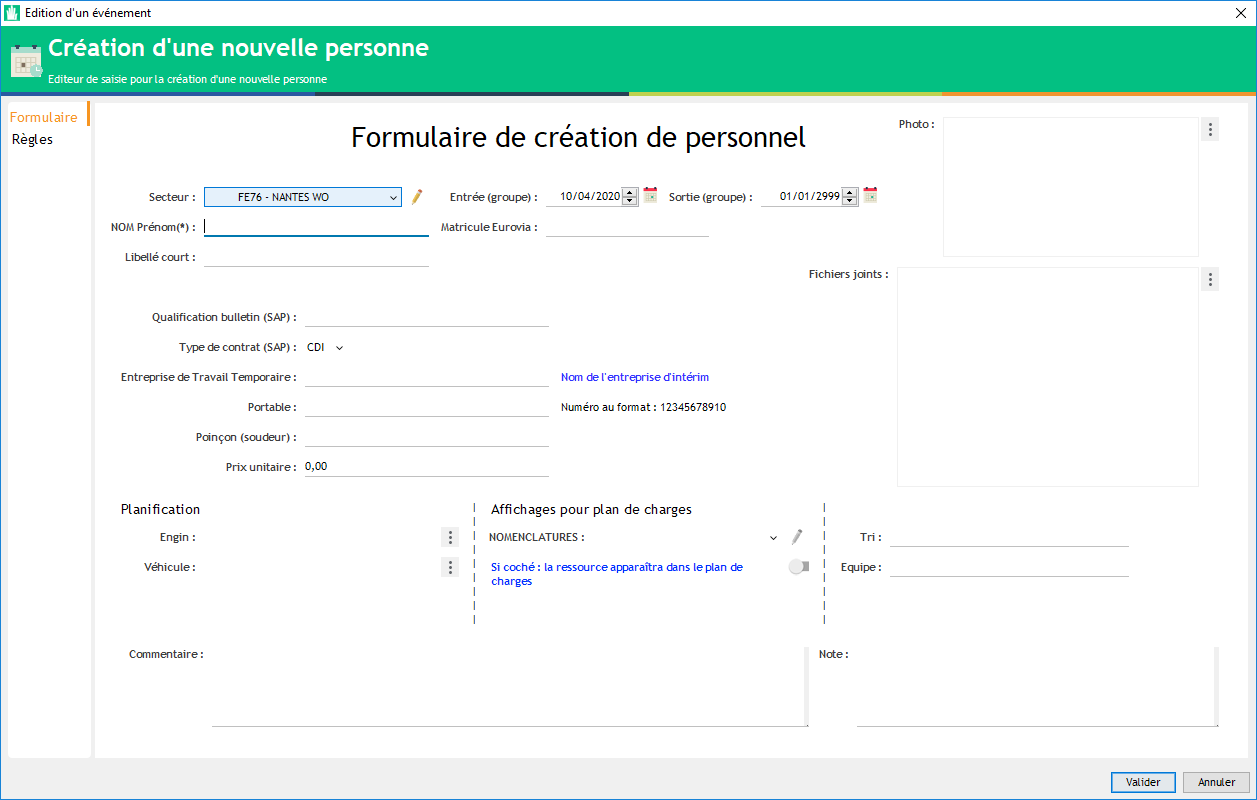 Edition d'un événement
Création d'une nouvelle personne
Editeur de saisie pour la création d'une nouvelle personne
Formulaire
Règles
Formulaire de création de personnel
Photo :
Secteur : FE76 - NANTES WO Entrée (groupe) : 10/04/2020 Sortie (groupe) : 01/01/2999
NOM Prénom(*) : Matricule Eurovia :
Libellé court :
Fichiers joints :
Qualification bulletin (SAP) :
Type de contrat (SAP) : CDI
Entreprise de Travail Temporaire : Nom de l'entreprise d'intérim
Portable : Numéro au format : 12345678910
Poinçon (soudeur) :
Prix unitaire : 0,00
Planification
Engin :
Véhicule :
Affichages pour plan de charges
NOMENCLATURES :
Si coché : la ressource apparaîtra dans le plan de
charges
Tri :
Equipe :
Commentaire :
Note :
Valider Annuler